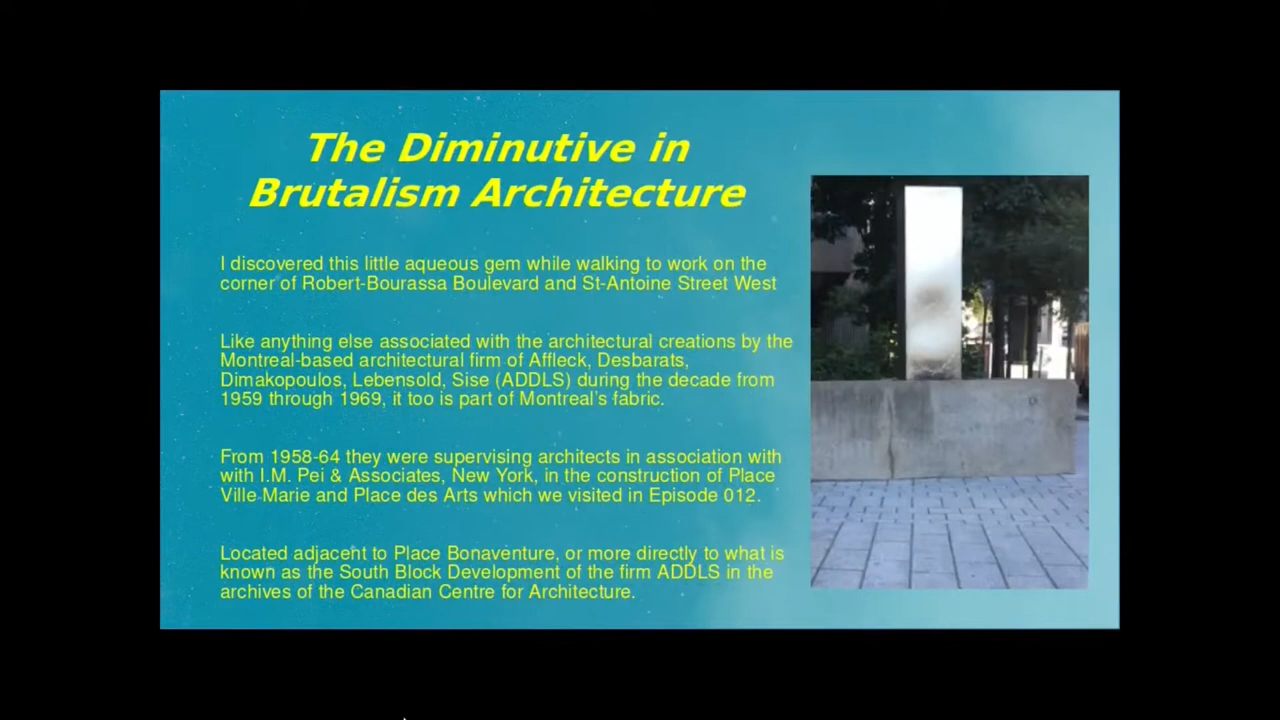 The Diminutive in
Brutalism Architecture
I discovered this little aqueous gem while walking to work on the
corner of Robert-Bourassa Boulevard and St-Antoine Street West
Like anything else associated with the architectural creations by the
Montreal-based architectural firm of Affleck, Desbarats,
Dimakopoulos, Lebensold, Sise (ADDLS) during the decade from
1959 through 1969, it too is part of Montreal's fabric.
From 1958-64 they were supervising architects in association with
with I.M. Pei & Associates, New York, in the construction of Place
Ville-Marie and Place des Arts which we visited in Episode 012.
Located adjacent to Place Bonaventure, or more directly to what is
known as the South Block Development of the firm ADDLS in the
archives of the Canadian Centre for Architecture.